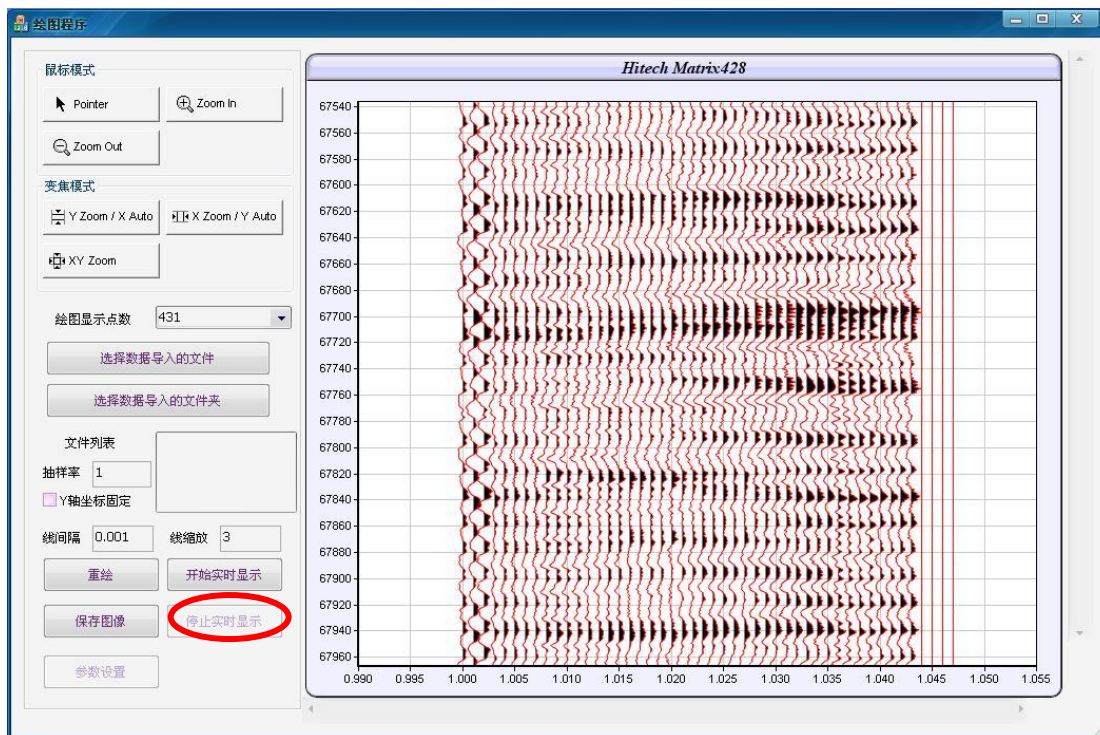 绘图程序
鼠标模式
Pointer
Zoom In
Zoom Out
变焦模式
Y Zoom / X Auto
X Zoom / Y Auto
XY Zoom
绘图显示点数 431
选择数据导入的文件
选择数据导入的文件夹
文件列表
抽样率 1
Y轴坐标固定
线间隔 0.001 线缩放 3
重绘 开始实时显示
保存图像 停止实时显示
参数设置
Hitech Matrix428
67540
67560
67580
67600
67620
67640
67660
67680
67700
67720
67740
67760
67780
67800
67820
67840
67860
67880
67900
67920
67940
67960
0.990 0.995 1.000 1.005 1.010 1.015 1.020 1.025 1.030 1.035 1.040 1.045 1.050 1.055